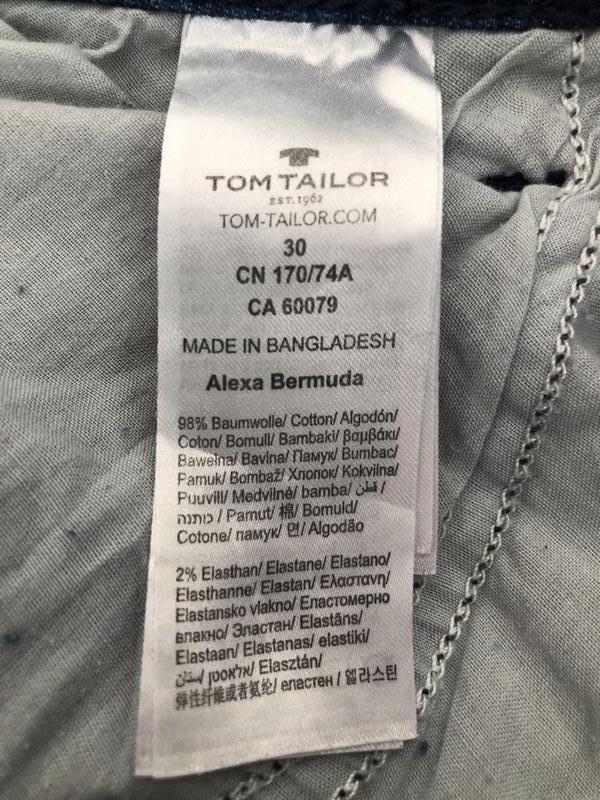 TOM TAILOR
EST. 1962
TOM-TAILOR.COM
30
CN 170/74A
CA 60079
MADE IN BANGLADESH
Alexa Bermuda
98% Baumwolle/ Cotton/ Algodón/
Coton/ Bomull/ Bambaki/ βαμβάκι/
Bawełna/ Bavlna/ Памук/ Bumbac/
Pamuk/ Bombaž/ Хлопок/ Kokvilna/
Puuvill/ Medvilnė/ bamba/ قطن /
כותנה / Pamut/ 棉/ Bomuld/
Cotone/ памук/ 면/ Algodão
2% Elasthan/ Elastane/ Elastano/
Elasthanne/ Elastan/ Ελαστανη/
Elastansko vlakno/ Еластомерно
влакно/ Эластан/ Elastāns/
Elastaan/ Elastanas/ elastiki/
إيلاستان/ אלאסטן/ Elasztán/
弹性纤维或者氨纶/ еластен / 엘라스틴